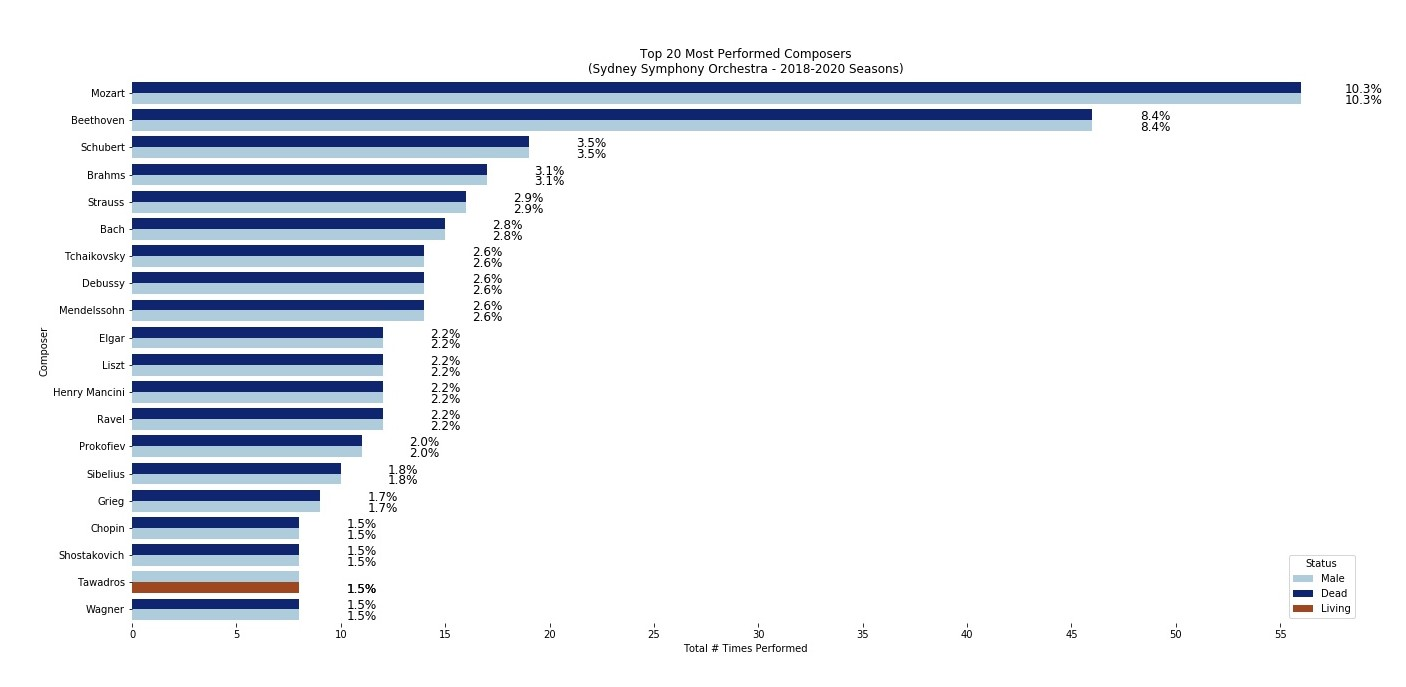 Top 20 Most Performed Composers
(Sydney Symphony Orchestra - 2018-2020 Seasons)
Mozart
10.3%
10.3%
Beethoven
8.4%
8.4%
Schubert
3.5%
3.5%
Brahms
3.1%
3.1%
Strauss
2.9%
2.9%
Bach
2.8%
2.8%
Tchaikovsky
2.6%
2.6%
Debussy
2.6%
2.6%
Mendelssohn
2.6%
2.6%
Elgar
2.2%
2.2%
Liszt
2.2%
2.2%
Henry Mancini
2.2%
2.2%
Ravel
2.2%
2.2%
Prokofiev
2.0%
2.0%
Sibelius
1.8%
1.8%
Grieg
1.7%
1.7%
Chopin
1.5%
1.5%
Shostakovich
1.5%
1.5%
Tawadros
1.5%
Wagner
1.5%
1.5%
Composer
Status
Male
Dead
Living
0 5 10 15 20 25 30 35 40 45 50 55
Total # Times Performed